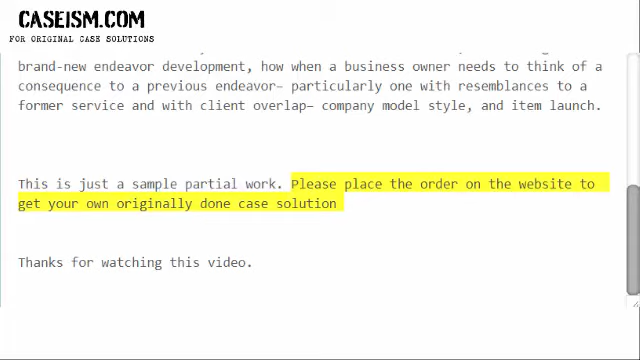 CASEISM.COM
FOR ORIGINAL CASE SOLUTIONS
brand-new endeavor development, how when a business owner needs to think of a
consequence to a previous endeavor– particularly one with resemblances to a
former service and with client overlap– company model style, and item launch.
This is just a sample partial work. Please place the order on the website to
get your own originally done case solution
Thanks for watching this video.